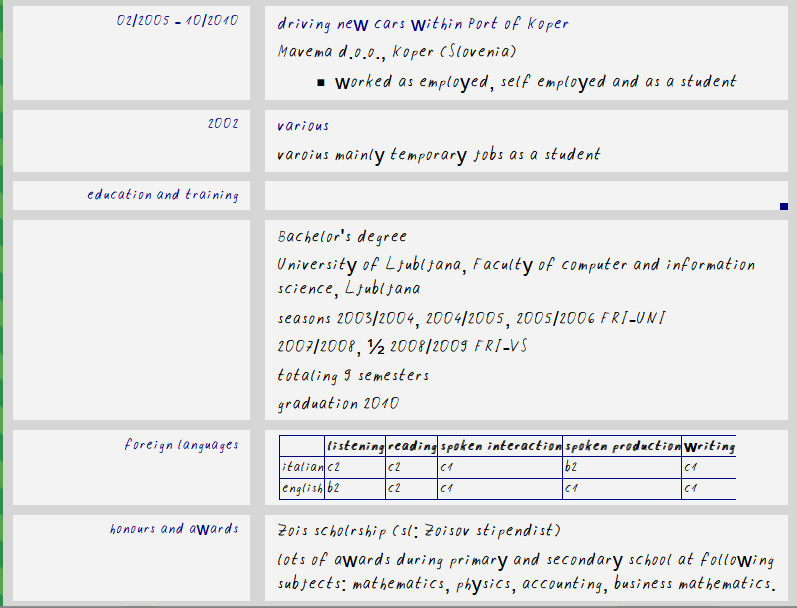 02/2005 - 10/2010
driving new cars within Port of Koper
Mavema d.o.o., Koper (Slovenia)
▪ worked as employed, self employed and as a student
2002
various
varoius mainly temporary jobs as a student
education and training
Bachelor's degree
University of Ljubljana, Faculty of computer and information
science, Ljubljana
seasons 2003/2004, 2004/2005, 2005/2006 FRI-UNI
2007/2008, ½ 2008/2009 FRI-VS
totaling 9 semesters
graduation 2010
foreign languages
listening reading spoken interaction spoken production writing
italian c2 c2 c1 b2 c1
english b2 c2 c1 c1 c1
honours and awards
Zois scholrship (sl: Zoisov stipendist)
lots of awards during primary and secondary school at following
subjects: mathematics, physics, accounting, business mathematics.